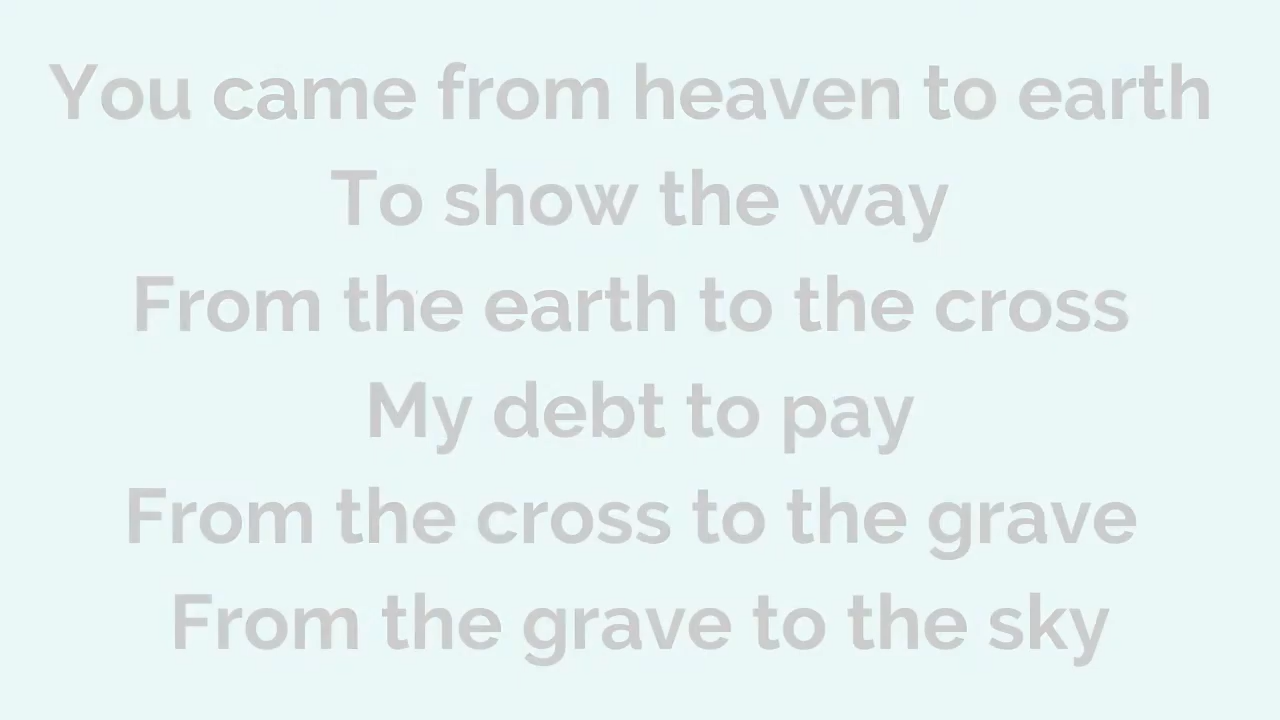 You came from heaven to earth
To show the way
From the earth to the cross
My debt to pay
From the cross to the grave
From the grave to the sky